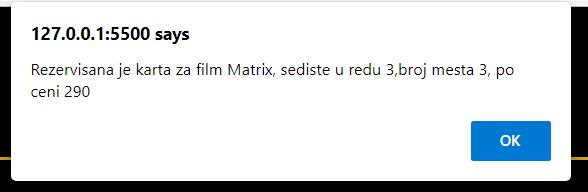 127.0.0.1:5500 says
Rezervisana je karta za film Matrix, sediste u redu 3,broj mesta 3, po
ceni 290
OK